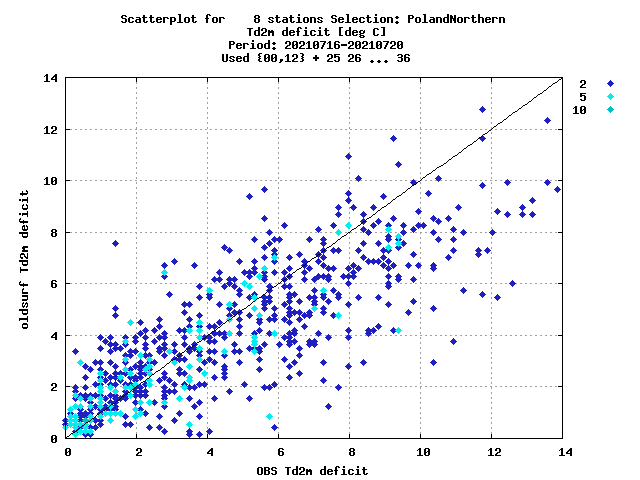 Scatterplot for 8 stations Selection: PolandNorthern
Td2m deficit [deg C]
Period: 20210716-20210720
Used {00,12} + 25 26 ... 36
14
12
10
8
6
4
2
0
oldsurf Td2m deficit
0 2 4 6 8 10 12 14
OBS Td2m deficit
2
5
10